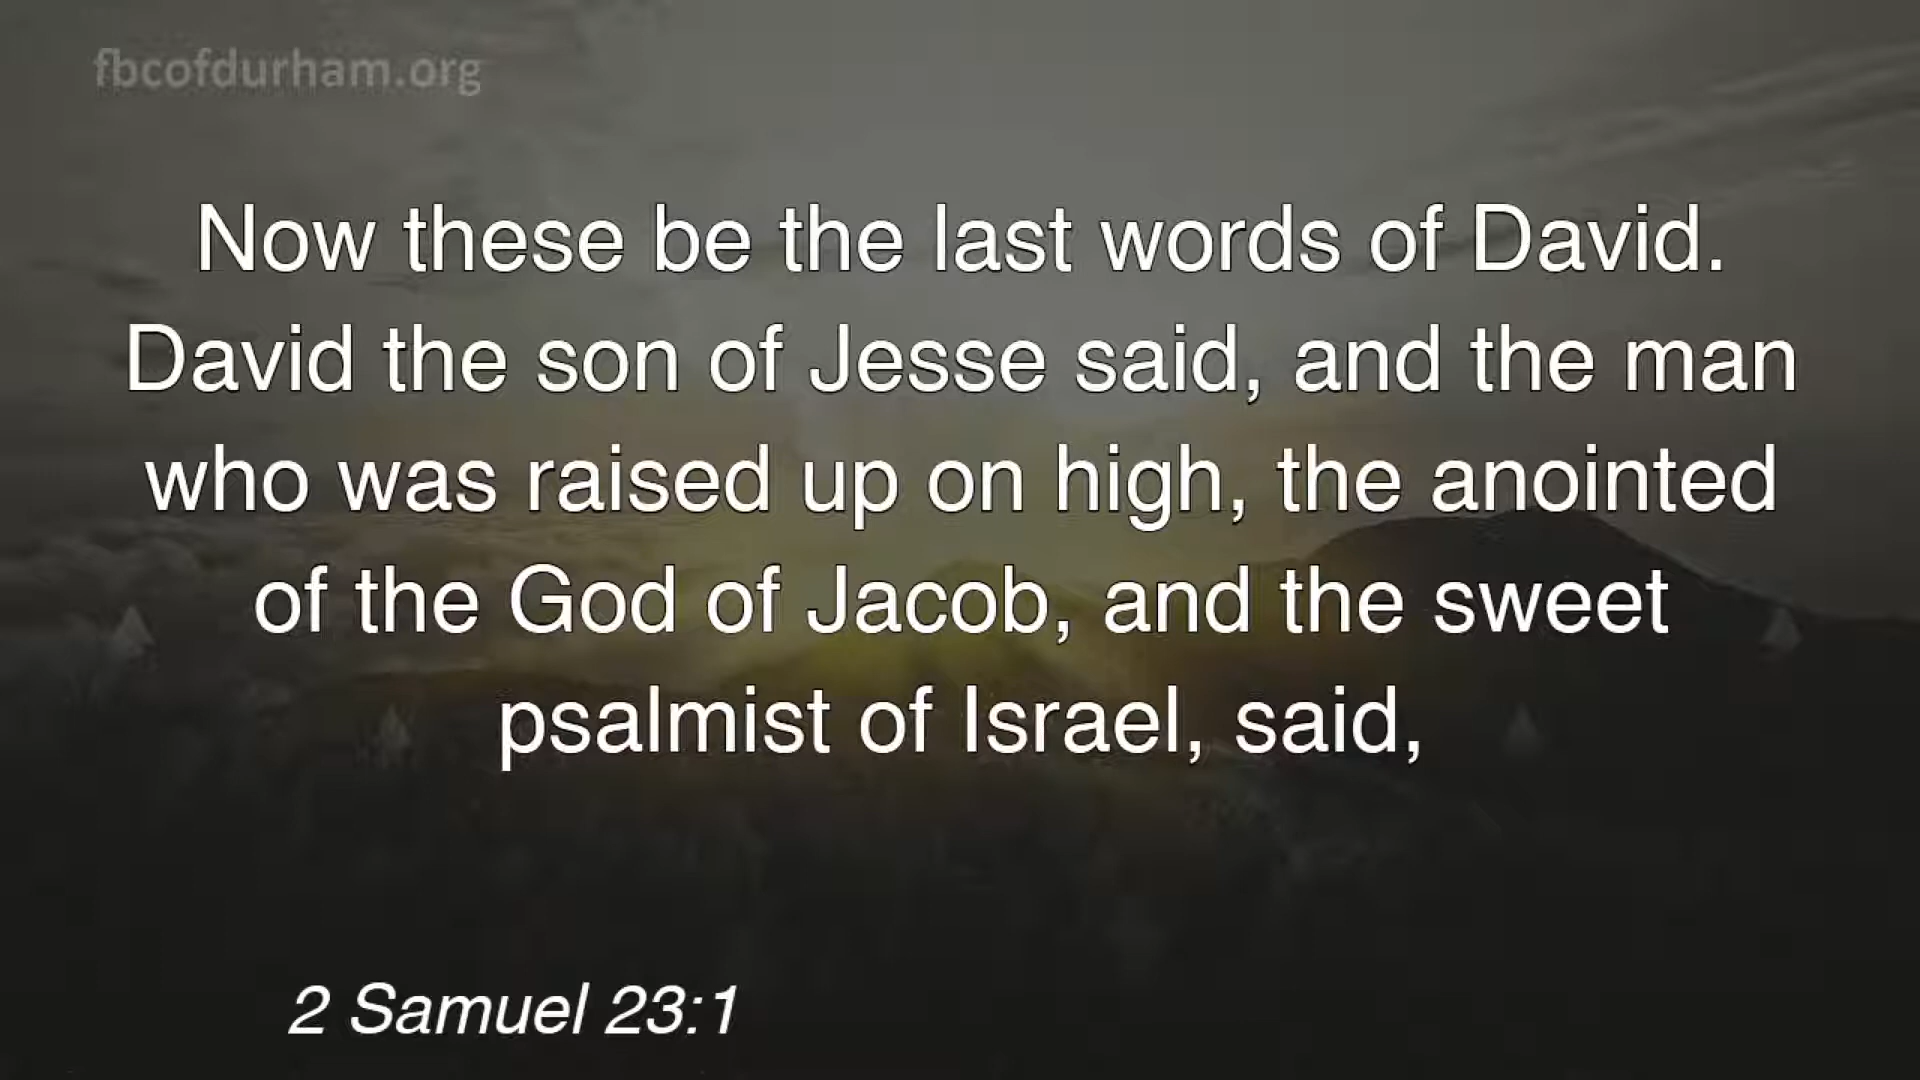 fbcofdurham.org
Now these be the last words of David.
David the son of Jesse said, and the man
who was raised up on high, the anointed
of the God of Jacob, and the sweet
psalmist of Israel, said,
2 Samuel 23:1